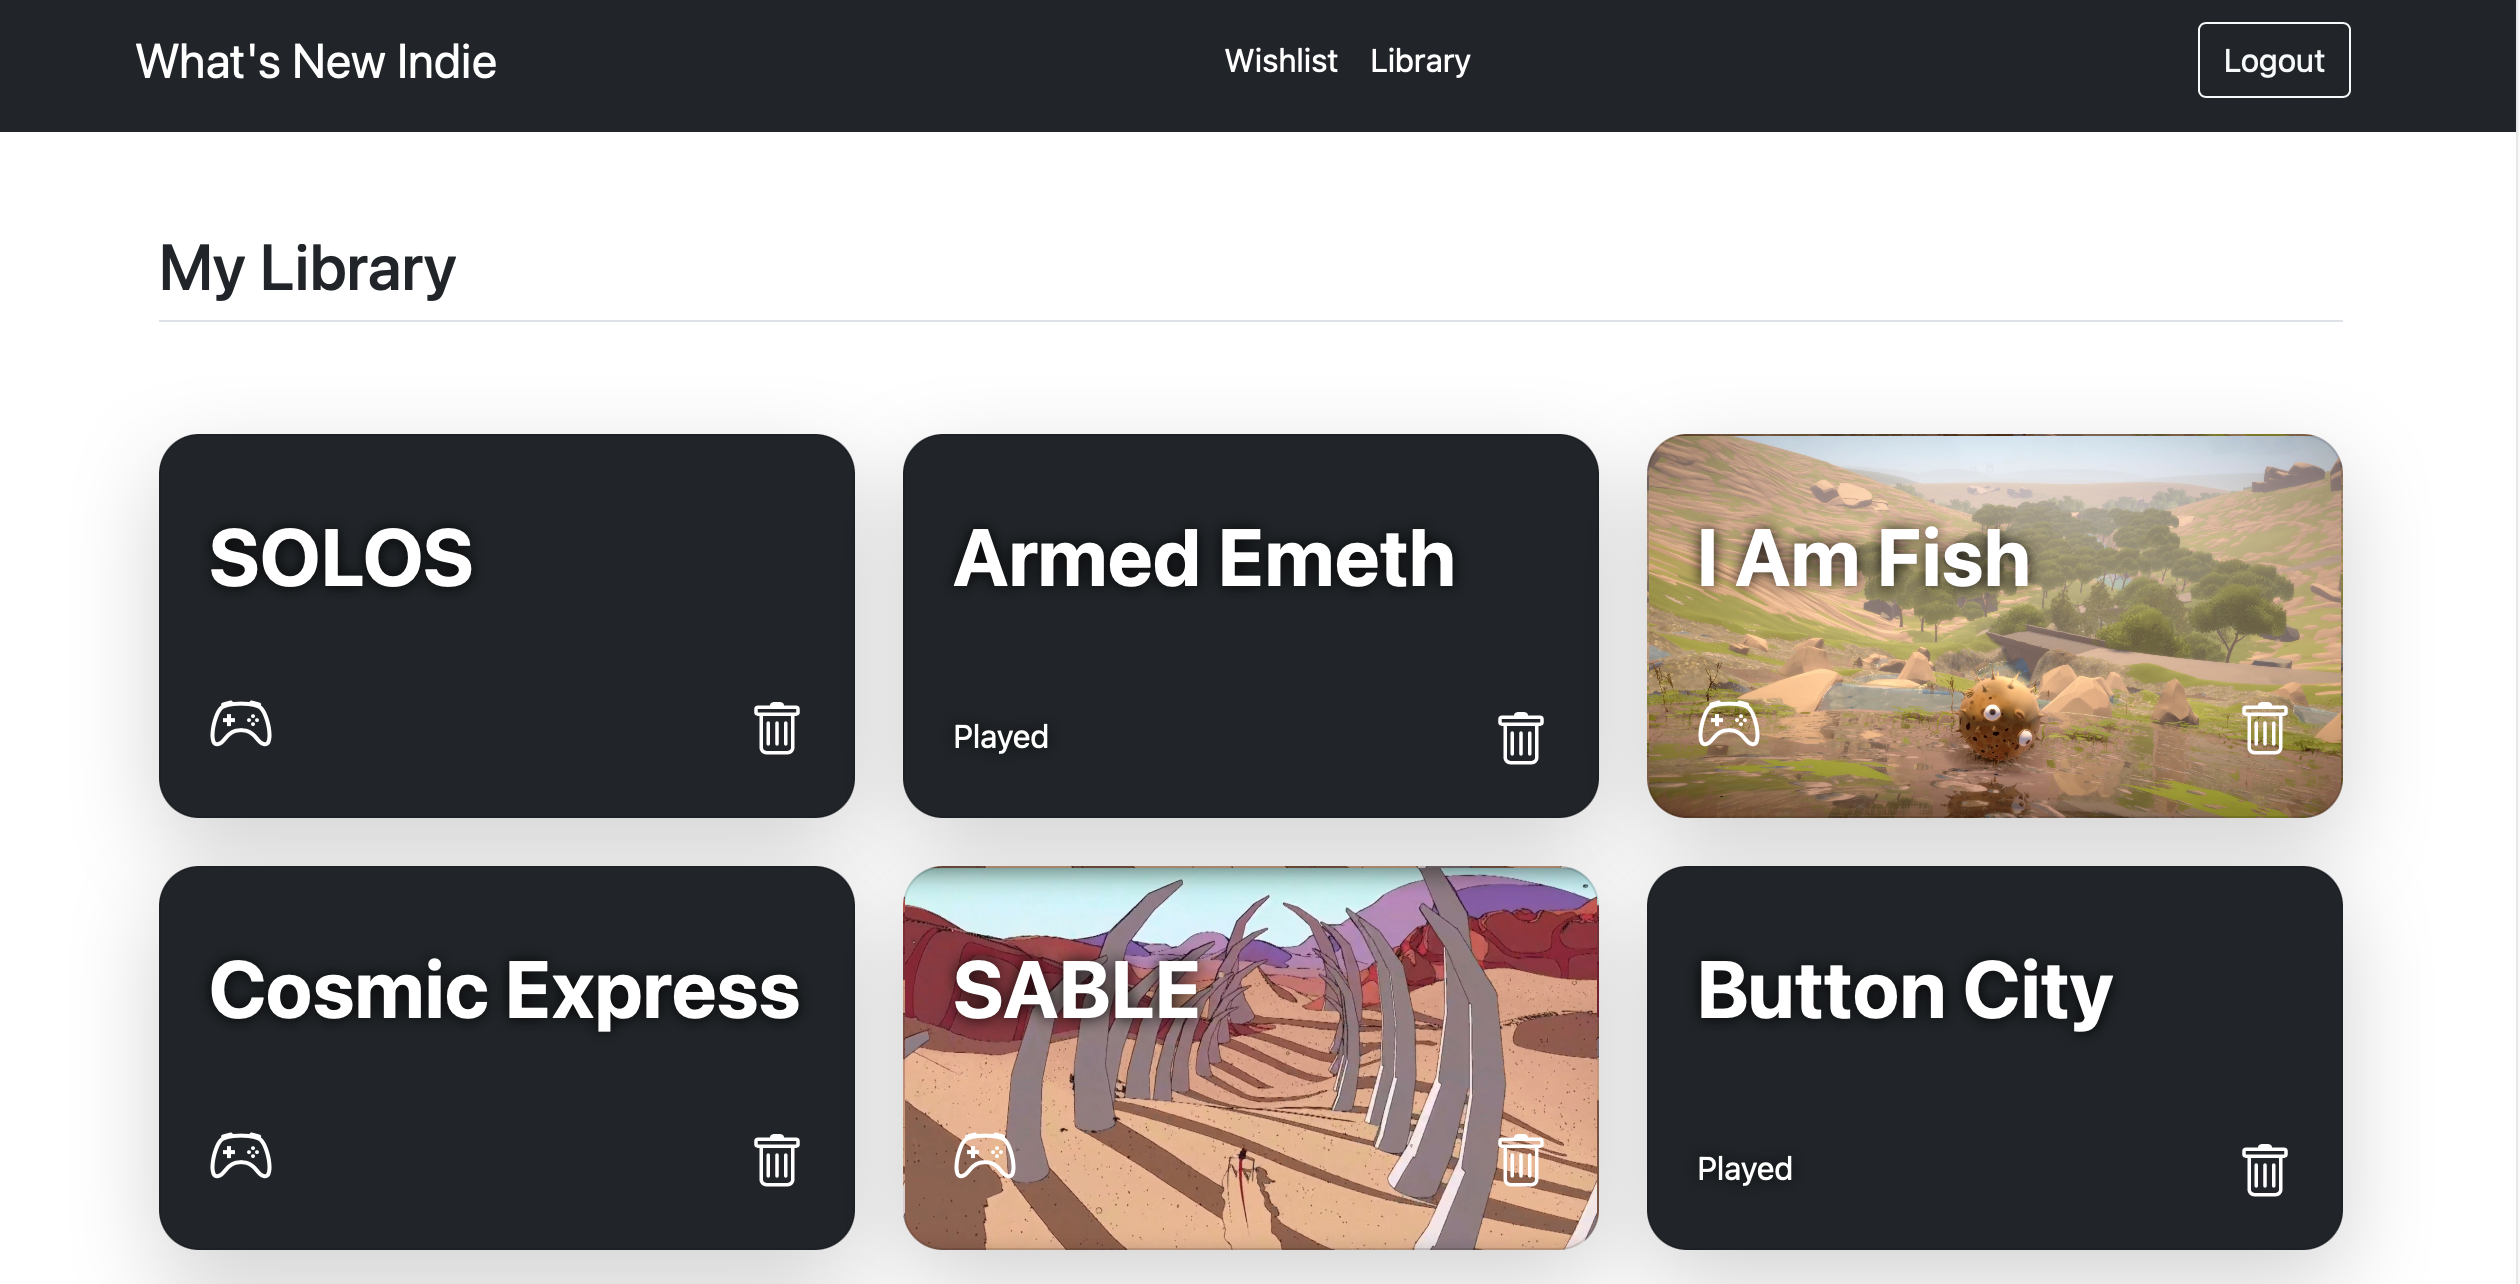 What's New Indie
Wishlist Library
Logout
My Library
SOLOS
Armed Emeth
Played
I Am Fish
Cosmic Express
SABLE
Button City
Played